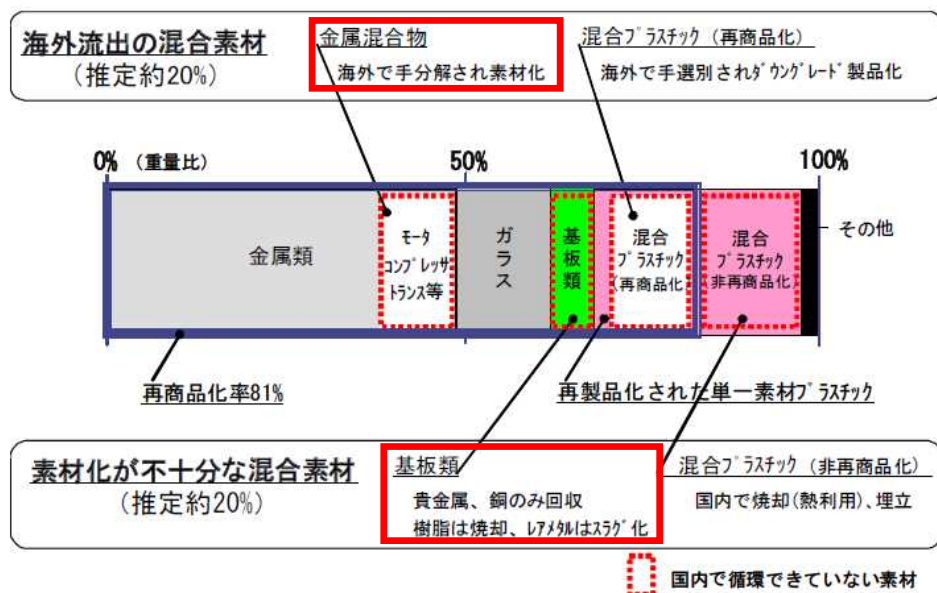 海外流出の混合素材
（推定約20%）
金属混合物
海外で手分解され素材化
混合プラスチック（再商品化）
海外で手選別されダウングレード製品化
0%（重量比）
50%
100%
金属類
モータ
コンプレッサ
トランス等
ガラス
基板類
混合
プラスチック
(再商品化)
混合
プラスチック
(非再商品化)
その他
再商品化率81%
再製品化された単一素材プラスチック
素材化が不十分な混合素材
（推定約20%）
基板類
貴金属、銅のみ回収
樹脂は焼却、レアメタルはスラグ化
混合プラスチック（非再商品化）
国内で焼却(熱利用)、埋立
国内で循環できていない素材